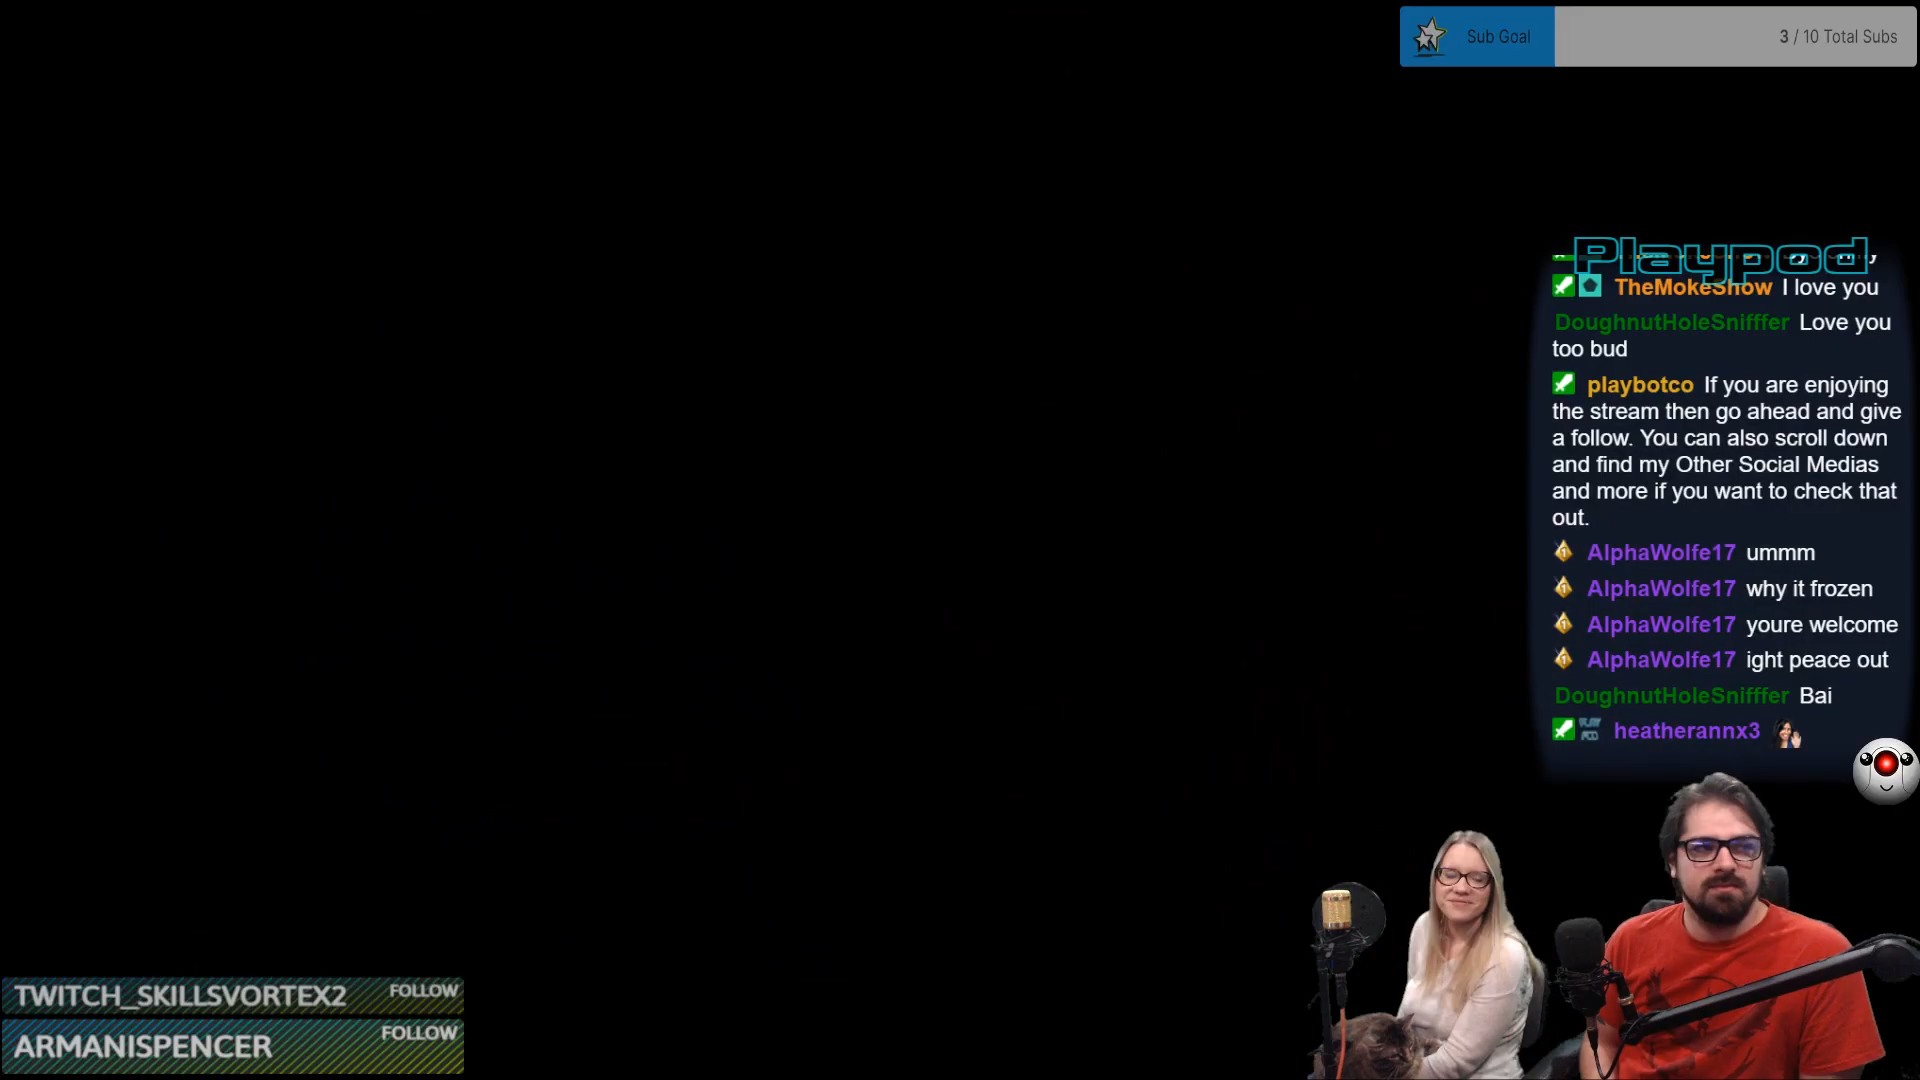 Sub Goal 3 / 10 Total Subs
Playpod
TheMokeShow I love you
DoughnutHoleSnifffer Love you
too bud
playbotco If you are enjoying
the stream then go ahead and give
a follow. You can also scroll down
and find my Other Social Medias
and more if you want to check that
out.
AlphaWolfe17 ummm
AlphaWolfe17 why it frozen
AlphaWolfe17 youre welcome
AlphaWolfe17 ight peace out
DoughnutHoleSnifffer Bai
PLAY POD heatherannx3
TWITCH_SKILLSVORTEX2 FOLLOW
ARMANISPENCER FOLLOW